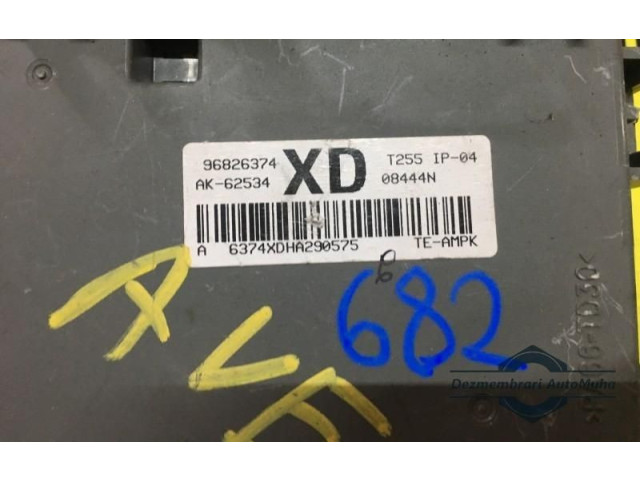 96826374 XD T255 IP-04
AK-62534 08444N
A 6374XDHA290575 TE-AMPK
682
AVE
Dezmembrari AutoMuha